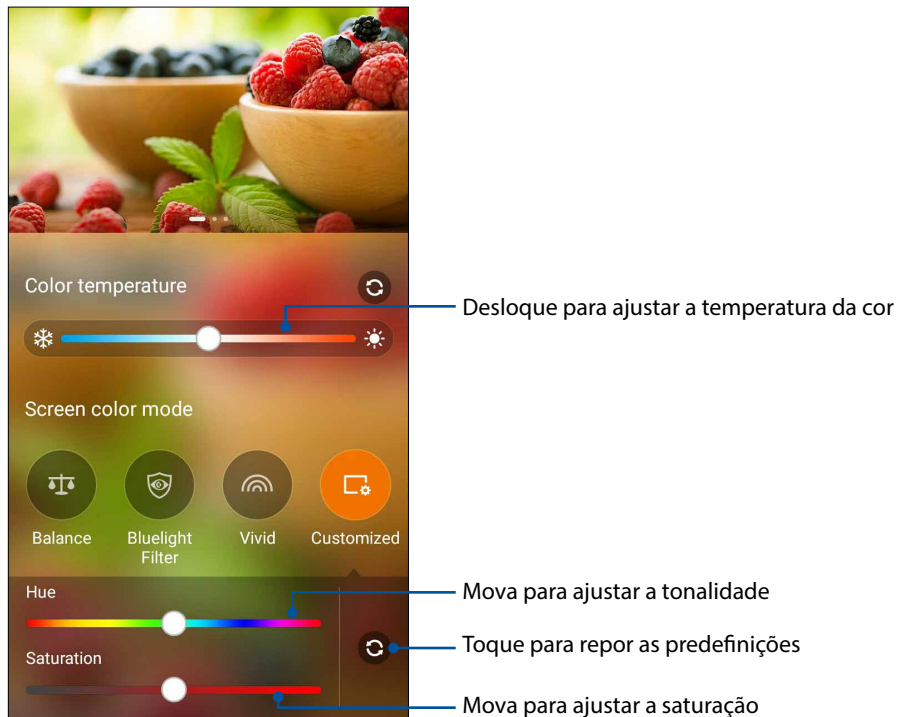 Color temperature
Desloque para ajustar a temperatura da cor
Screen color mode
Balance
Bluelight
Filter
Vivid
Customized
Hue
Mova para ajustar a tonalidade
Toque para repor as predefinições
Saturation
Mova para ajustar a saturação